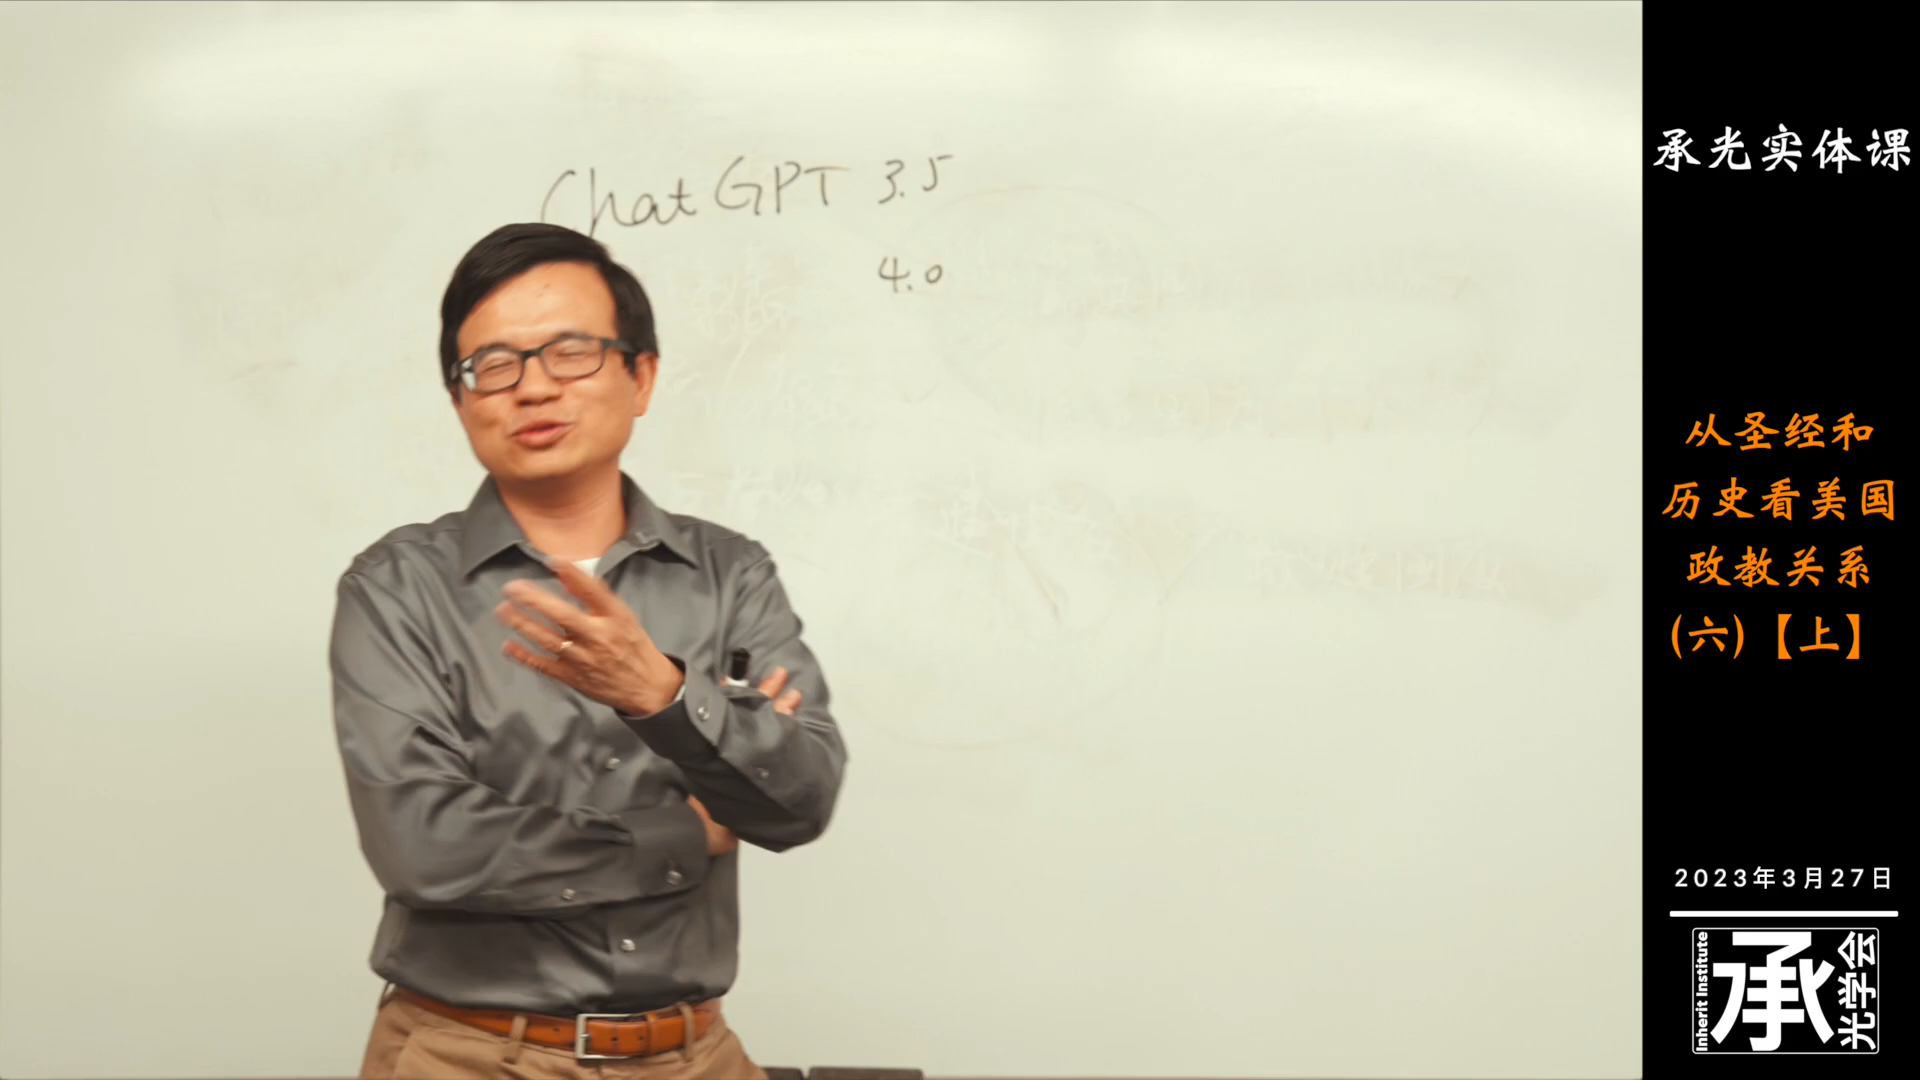 Chat GPT 3.5
4.0
承光实体课
从圣经和
历史看美国
政教关系
(六)【上】
2023年3月27日
Inherit Institute
承
光学会